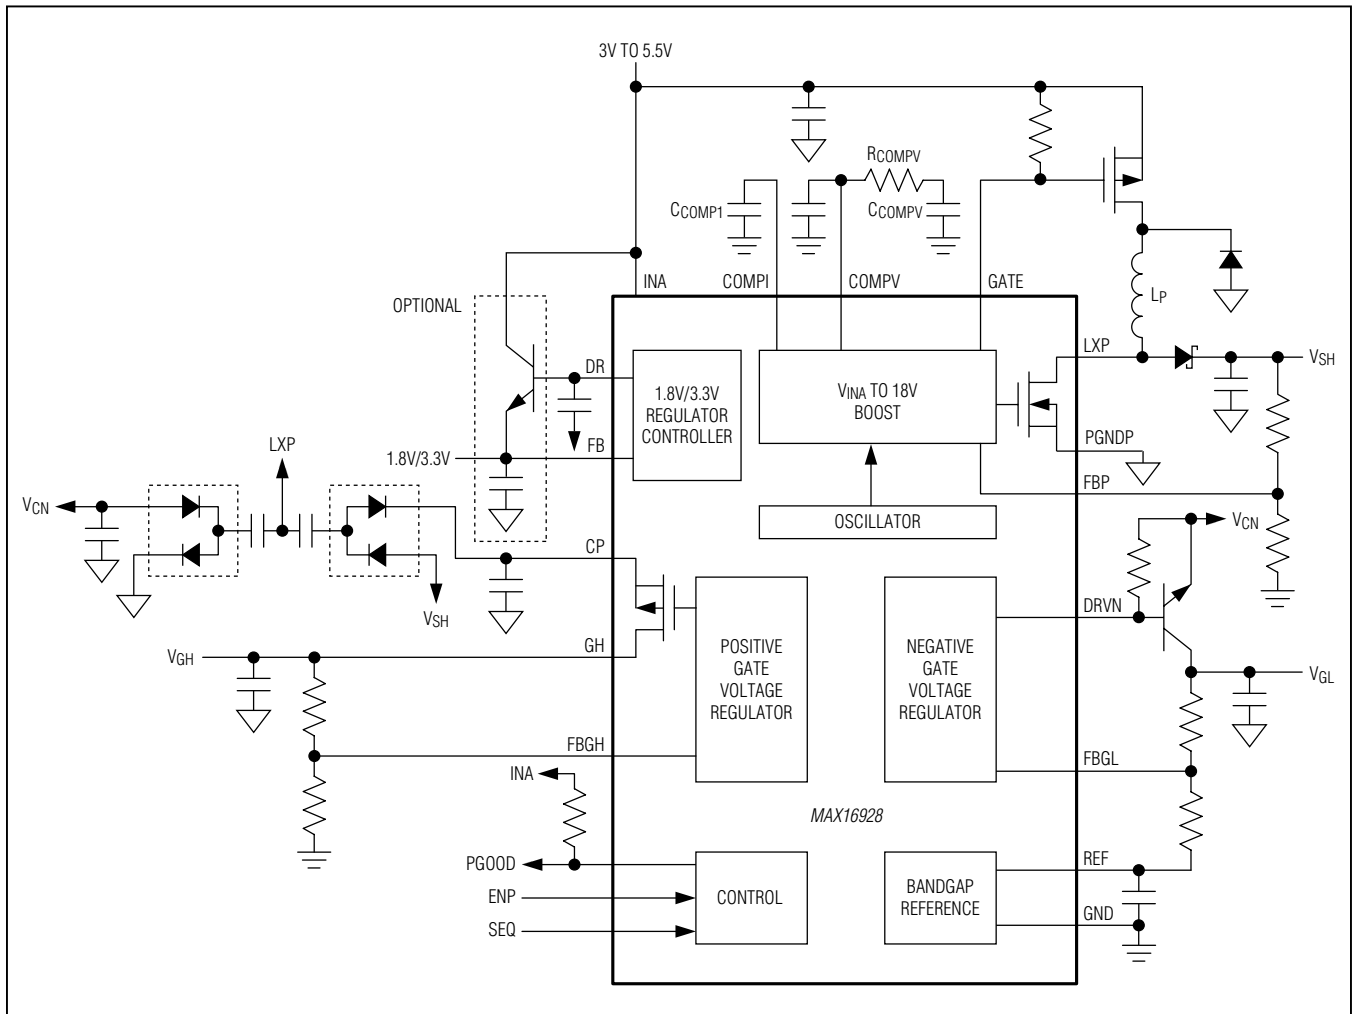 3V TO 5.5V
RCOMPV
CCOMP1
CCOMPV
INA
COMPI
COMPV
GATE
OPTIONAL
LP
LXP
VSH
DR
1.8V/3.3V
REGULATOR
CONTROLLER
VINA TO 18V
BOOST
PGNDP
LXP
1.8V/3.3V
FB
FBP
VCN
OSCILLATOR
VCN
CP
VSH
DRVN
GH
VGH
POSITIVE
GATE
VOLTAGE
REGULATOR
NEGATIVE
GATE
VOLTAGE
REGULATOR
VGL
FBGH
FBGL
INA
MAX16928
PGOOD
REF
ENP
CONTROL
BANDGAP
REFERENCE
GND
SEQ